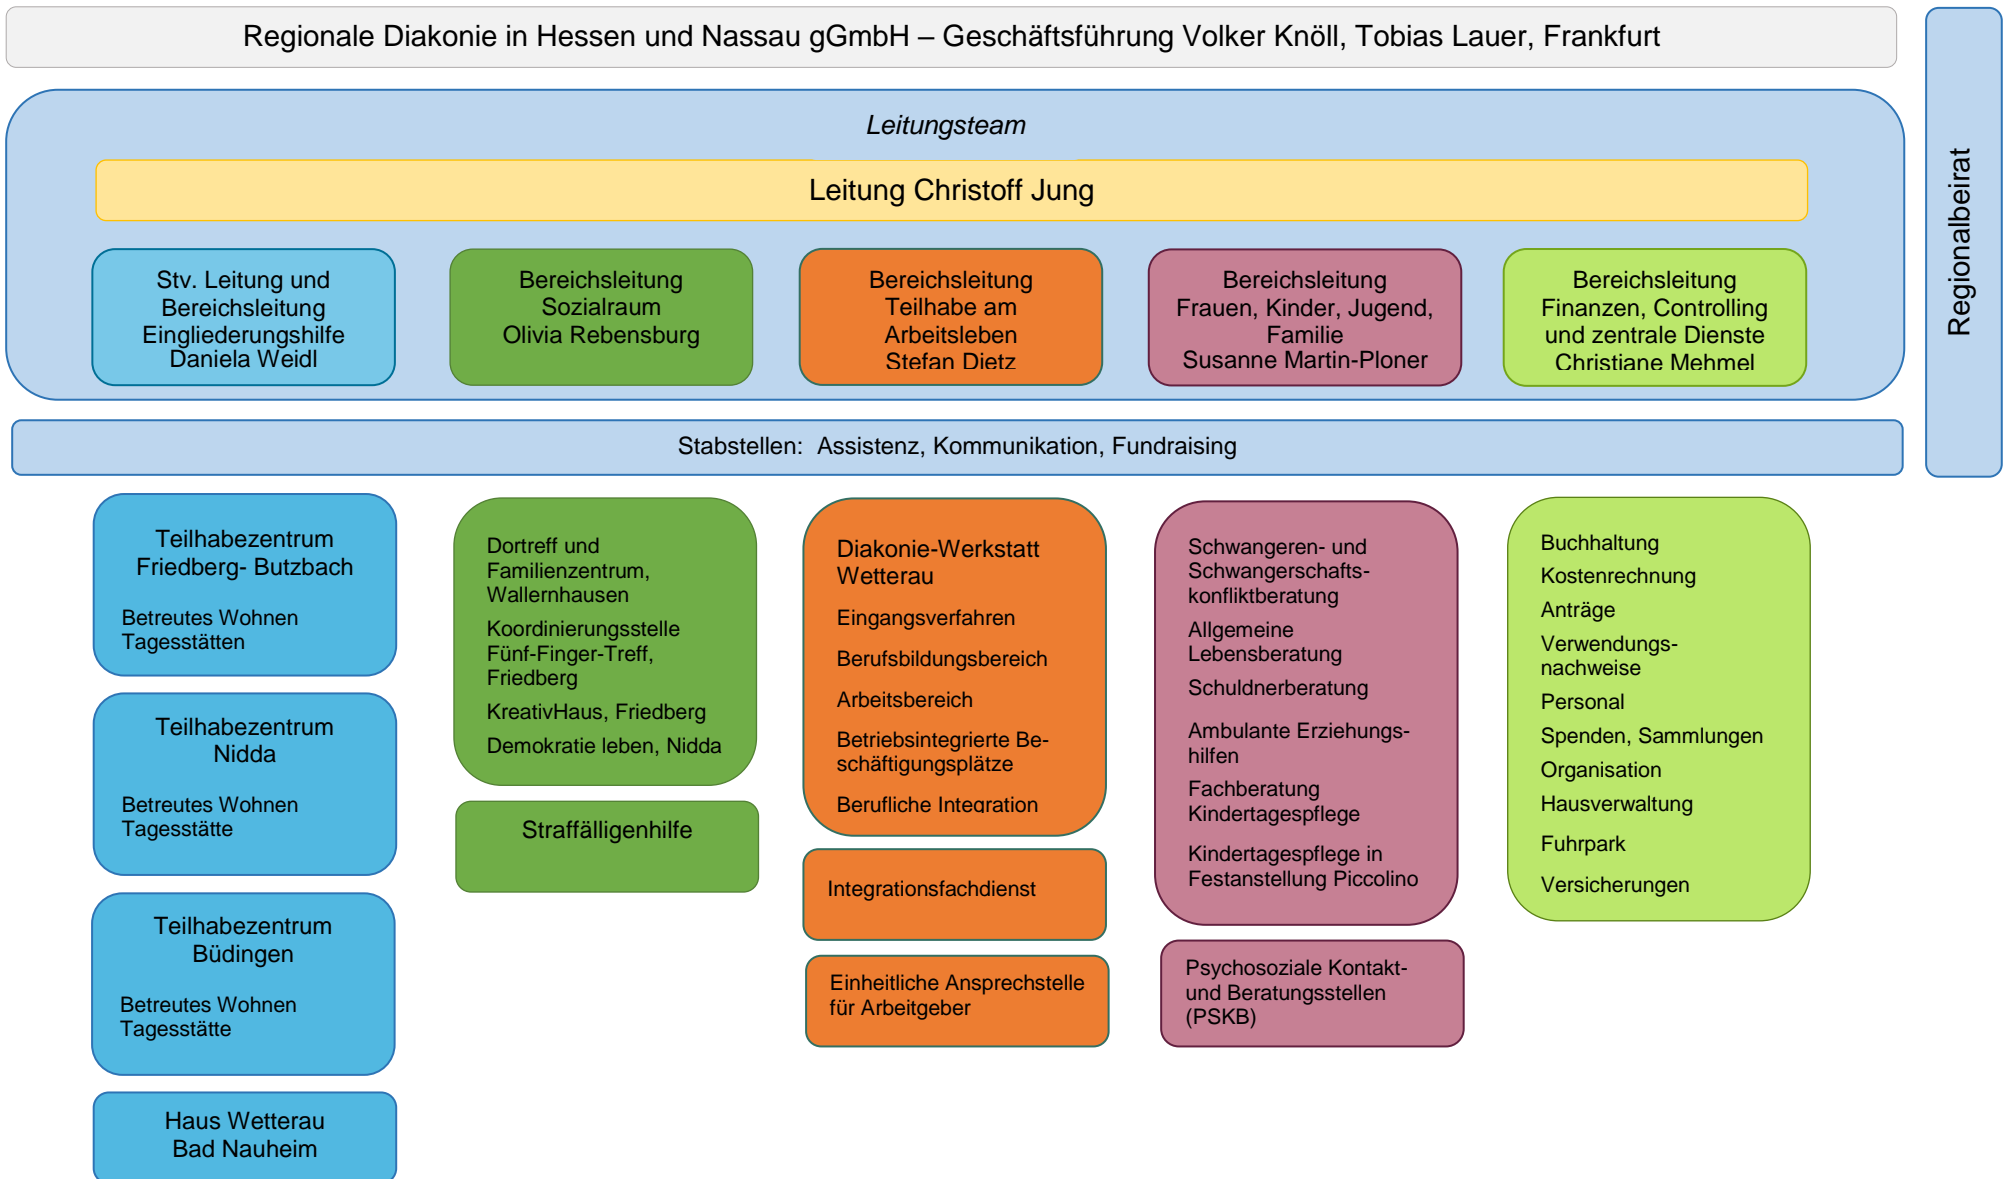 Regionale Diakonie in Hessen und Nassau gGmbH – Geschäftsführung Volker Knöll, Tobias Lauer, Frankfurt
Regionalbeirat
Leitungsteam
Leitung Christoff Jung
Stv. Leitung und
Bereichsleitung
Eingliederungshilfe
Daniela Weidl
Bereichsleitung
Sozialraum
Olivia Rebensburg
Bereichsleitung
Teilhabe am
Arbeitsleben
Stefan Dietz
Bereichsleitung
Frauen, Kinder, Jugend,
Familie
Susanne Martin-Ploner
Bereichsleitung
Finanzen, Controlling
und zentrale Dienste
Christiane Mehmel
Stabstellen: Assistenz, Kommunikation, Fundraising
Teilhabezentrum
Friedberg- Butzbach
Betreutes Wohnen
Tagesstätten
Teilhabezentrum
Nidda
Betreutes Wohnen
Tagesstätte
Teilhabezentrum
Büdingen
Betreutes Wohnen
Tagesstätte
Haus Wetterau
Bad Nauheim
Dortreff und
Familienzentrum,
Wallernhausen
Koordinierungsstelle
Fünf-Finger-Treff,
Friedberg
KreativHaus, Friedberg
Demokratie leben, Nidda
Straffälligenhilfe
Diakonie-Werkstatt
Wetterau
Eingangsverfahren
Berufsbildungsbereich
Arbeitsbereich
Betriebsintegrierte Be-
schäftigungsplätze
Berufliche Integration
Integrationsfachdienst
Einheitliche Ansprechstelle
für Arbeitgeber
Schwangeren- und
Schwangerschafts-
konfliktberatung
Allgemeine
Lebensberatung
Schuldnerberatung
Ambulante Erziehungs-
hilfen
Fachberatung
Kindertagespflege
Kindertagespflege in
Festanstellung Piccolino
Psychosoziale Kontakt-
und Beratungsstellen
(PSKB)
Buchhaltung
Kostenrechnung
Anträge
Verwendungs-
nachweise
Personal
Spenden, Sammlungen
Organisation
Hausverwaltung
Fuhrpark
Versicherungen